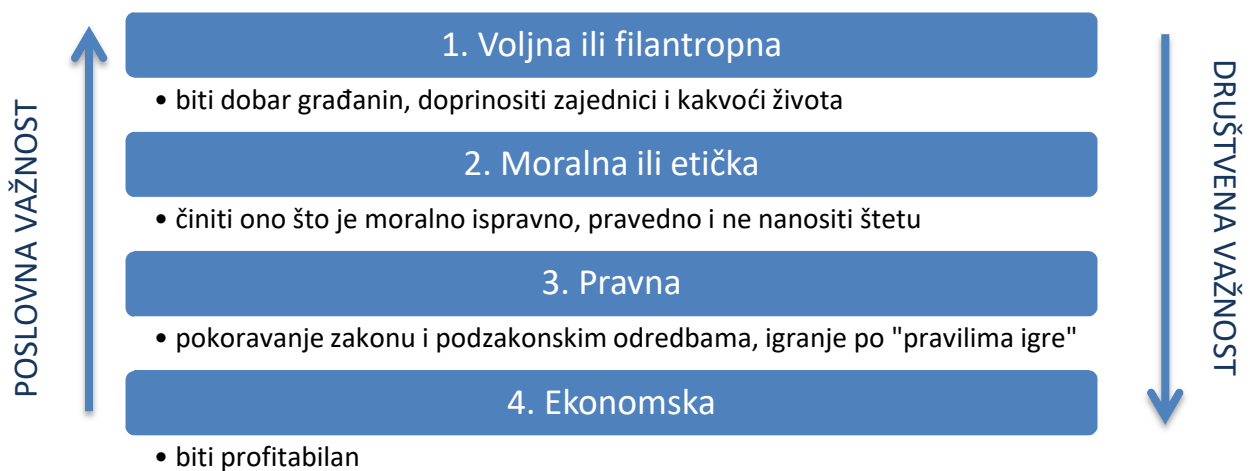 1. Voljna ili filantropna
• biti dobar građanin, doprinositi zajednici i kakvoći života
2. Moralna ili etička
• činiti ono što je moralno ispravno, pravedno i ne nanositi štetu
3. Pravna
• pokoravanje zakonu i podzakonskim odredbama, igranje po "pravilima igre"
4. Ekonomska
• biti profitabilan
POSLOVNA VAŽNOST
DRUŠTVENA VAŽNOST